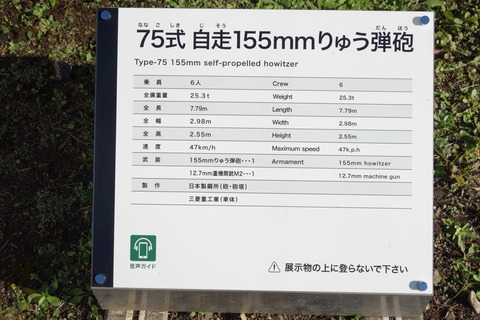 ななごしき じそう だんほう
75式 自走155mmりゅう弾砲
Type-75 155mm self-propelled howitzer
乗員 6人 Crew 6
全備重量 25.3t Weight 25.3t
全長 7.79m Length 7.79m
全幅 2.98m Width 2.98m
全高 2.55m Height 2.55m
速度 47km/h Maximum speed 47k.p.h
武装 155mmりゅう弾砲・・・1 Armament 155mm howitzer
12.7mm重機関銃M2・・・1 12.7mm machine gun
製作 日本製鋼所(砲・砲塔)
三菱重工業(車体)
音声ガイド
展示物の上に登らないで下さい